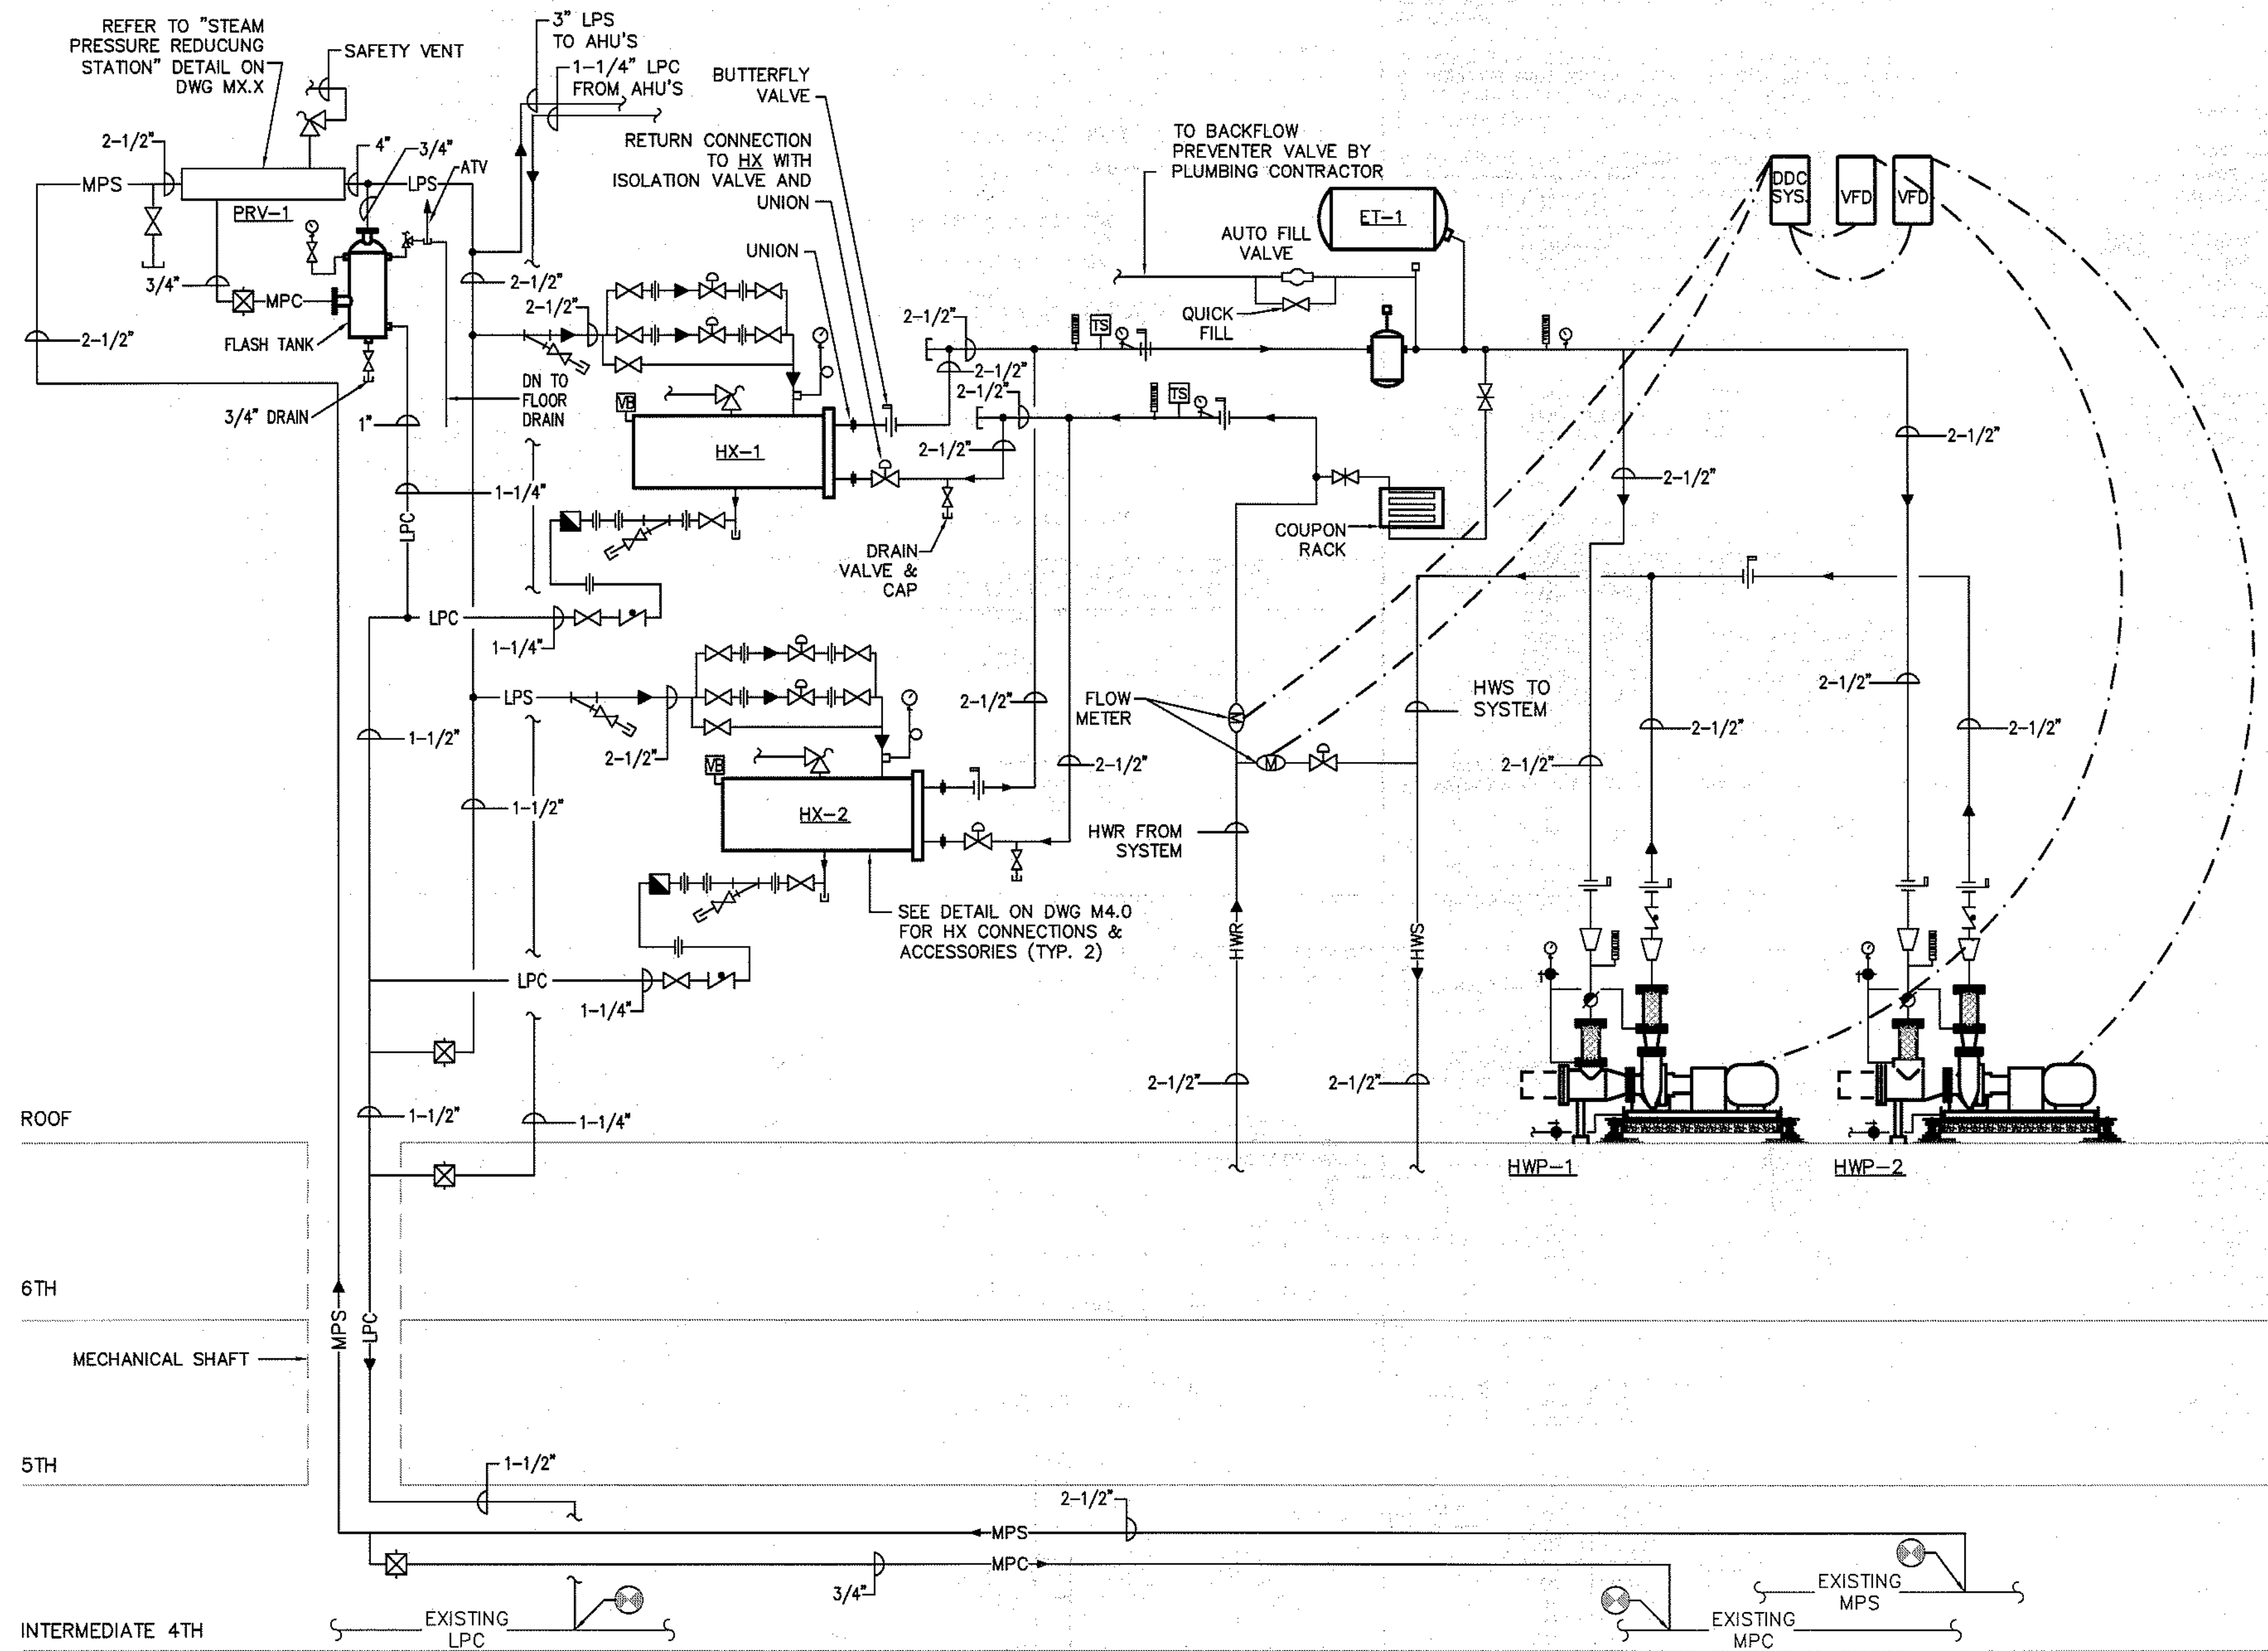 REFER TO "STEAM
PRESSURE REDUCUNG
STATION" DETAIL ON
DWG MX.X
SAFETY VENT
3" LPS
TO AHU'S
1-1/4" LPC
FROM AHU'S
BUTTERFLY
VALVE
RETURN CONNECTION
TO HX WITH
ISOLATION VALVE AND
UNION
UNION
2-1/2"
4"
3/4"
ATV
MPS
LPS
PRV-1
3/4"
MPC
2-1/2"
FLASH TANK
3/4" DRAIN
DN TO
FLOOR
DRAIN
1"
2-1/2"
2-1/2"
1-1/4"
LPC
VB
HX-1
DRAIN
VALVE &
CAP
LPC
1-1/4"
TO BACKFLOW
PREVENTER VALVE BY
PLUMBING CONTRACTOR
ET-1
AUTO FILL
VALVE
QUICK
FILL
2-1/2"
TS
2-1/2"
2-1/2"
TS
2-1/2"
COUPON
RACK
DDC
SYS.
VFD
VFD
2-1/2"
2-1/2"
LPS
2-1/2"
VB
HX-2
2-1/2"
2-1/2"
1-1/2"
1-1/2"
LPC
1-1/4"
SEE DETAIL ON DWG M4.0
FOR HX CONNECTIONS &
ACCESSORIES (TYP. 2)
FLOW
METER
M
M
HWS TO
SYSTEM
HWR FROM
SYSTEM
HWR
HWS
2-1/2"
2-1/2"
2-1/2"
2-1/2"
2-1/2"
2-1/2"
HWP-1
HWP-2
ROOF
1-1/2"
1-1/4"
6TH
MPS
LPC
MECHANICAL SHAFT
5TH
1-1/2"
2-1/2"
MPS
MPC
3/4"
INTERMEDIATE 4TH
EXISTING
LPC
EXISTING
MPS
EXISTING
MPC